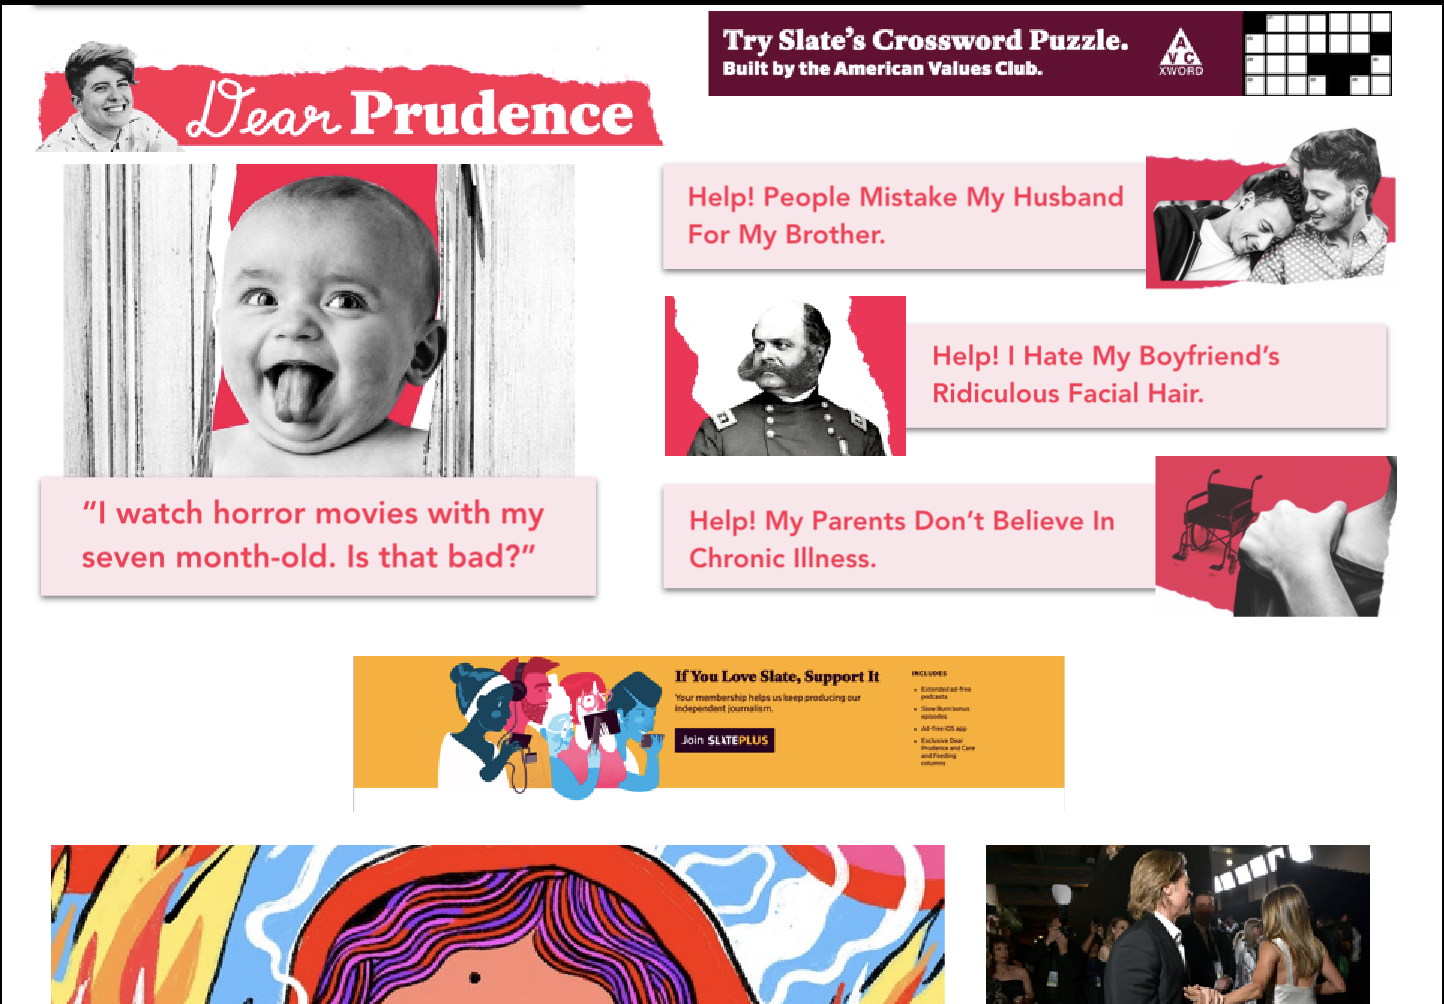 Dear Prudence
Try Slate's Crossword Puzzle.
Built by the American Values Club.
AVC
XWORD
"I watch horror movies with my
seven month-old. Is that bad?"
Help! People Mistake My Husband
For My Brother.
Help! I Hate My Boyfriend's
Ridiculous Facial Hair.
Help! My Parents Don't Believe In
Chronic Illness.
If You Love Slate, Support It
Your membership helps us keep producing our
independent journalism.
Join SLATEPLUS
INCLUDES
• Extended ad-free
podcasts
• Slow Burn bonus
episodes
• Ad-free iOS app
• Exclusive Dear
Prudence and Care
and Feeding
columns